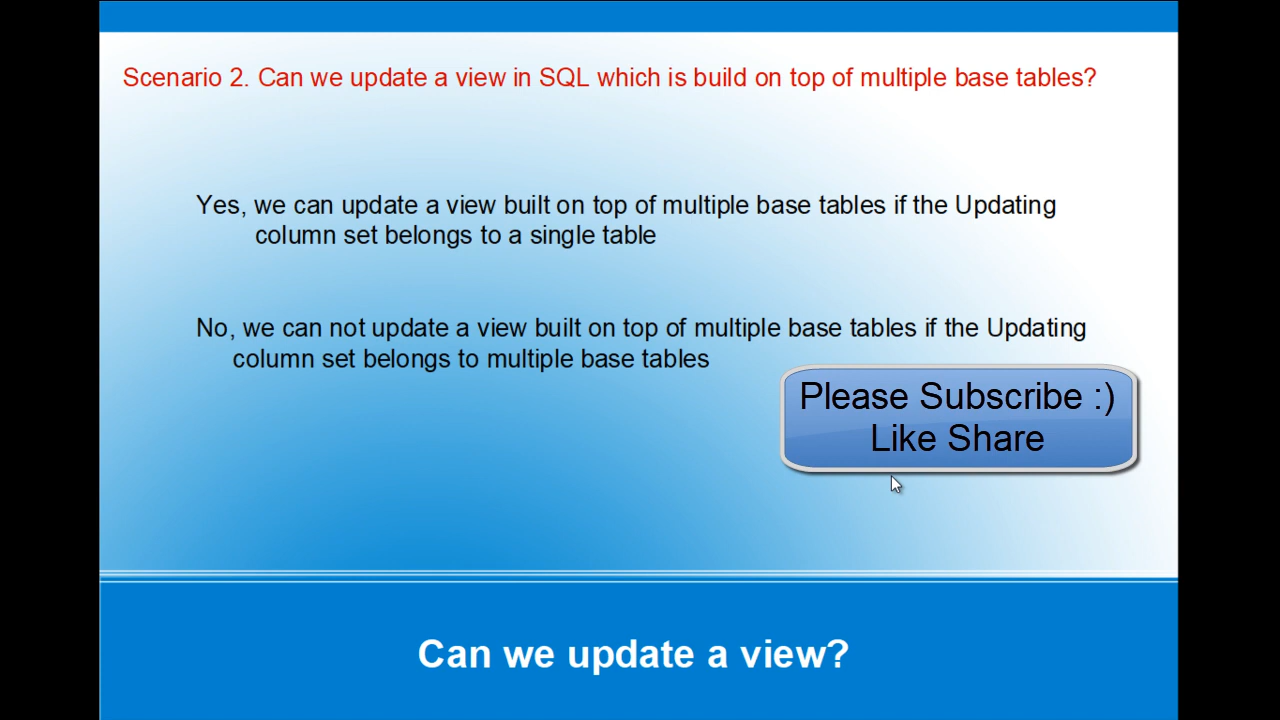 Scenario 2. Can we update a view in SQL which is build on top of multiple base tables?
Yes, we can update a view built on top of multiple base tables if the Updating
column set belongs to a single table
No, we can not update a view built on top of multiple base tables if the Updating
column set belongs to multiple base tables
Please Subscribe :)
Like Share
Can we update a view?